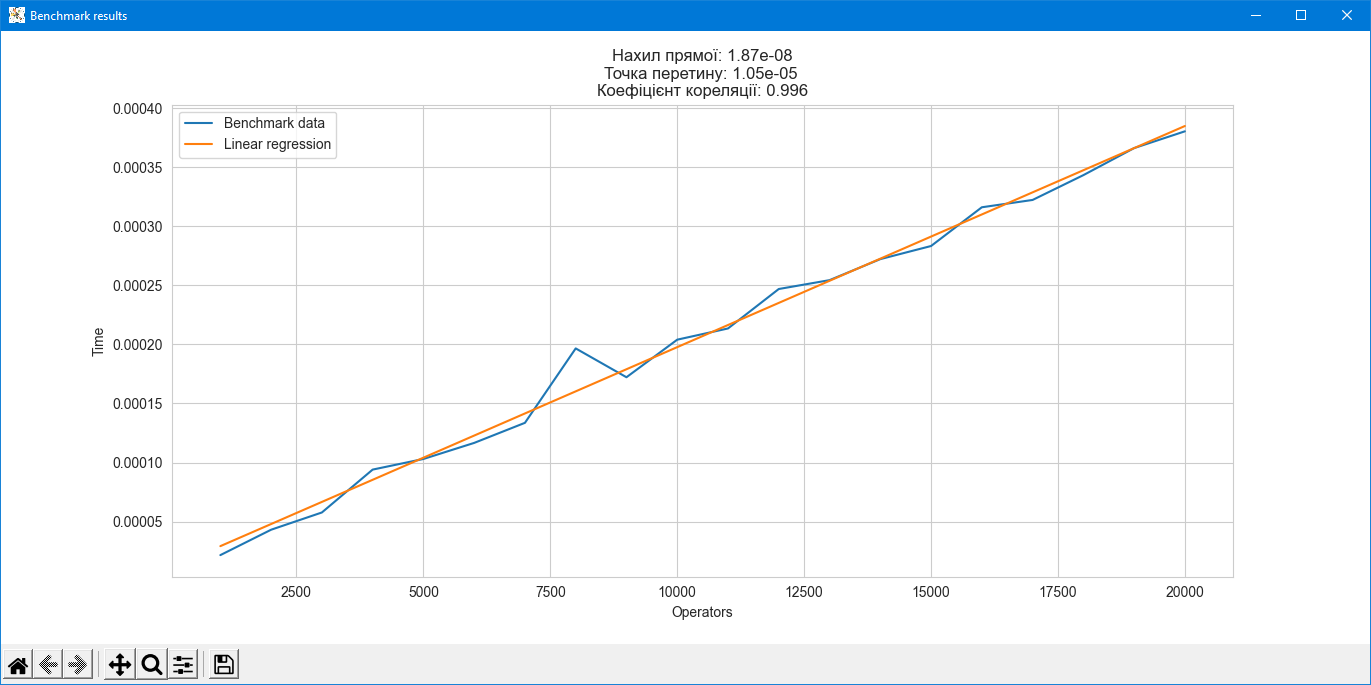 Benchmark results
Нахил прямої: 1.87e-08
Точка перетину: 1.05e-05
Коефіцієнт кореляції: 0.996
Benchmark data
Linear regression
0.00040
0.00035
0.00030
0.00025
0.00020
0.00015
0.00010
0.00005
Time
2500 5000 7500 10000 12500 15000 17500 20000
Operators